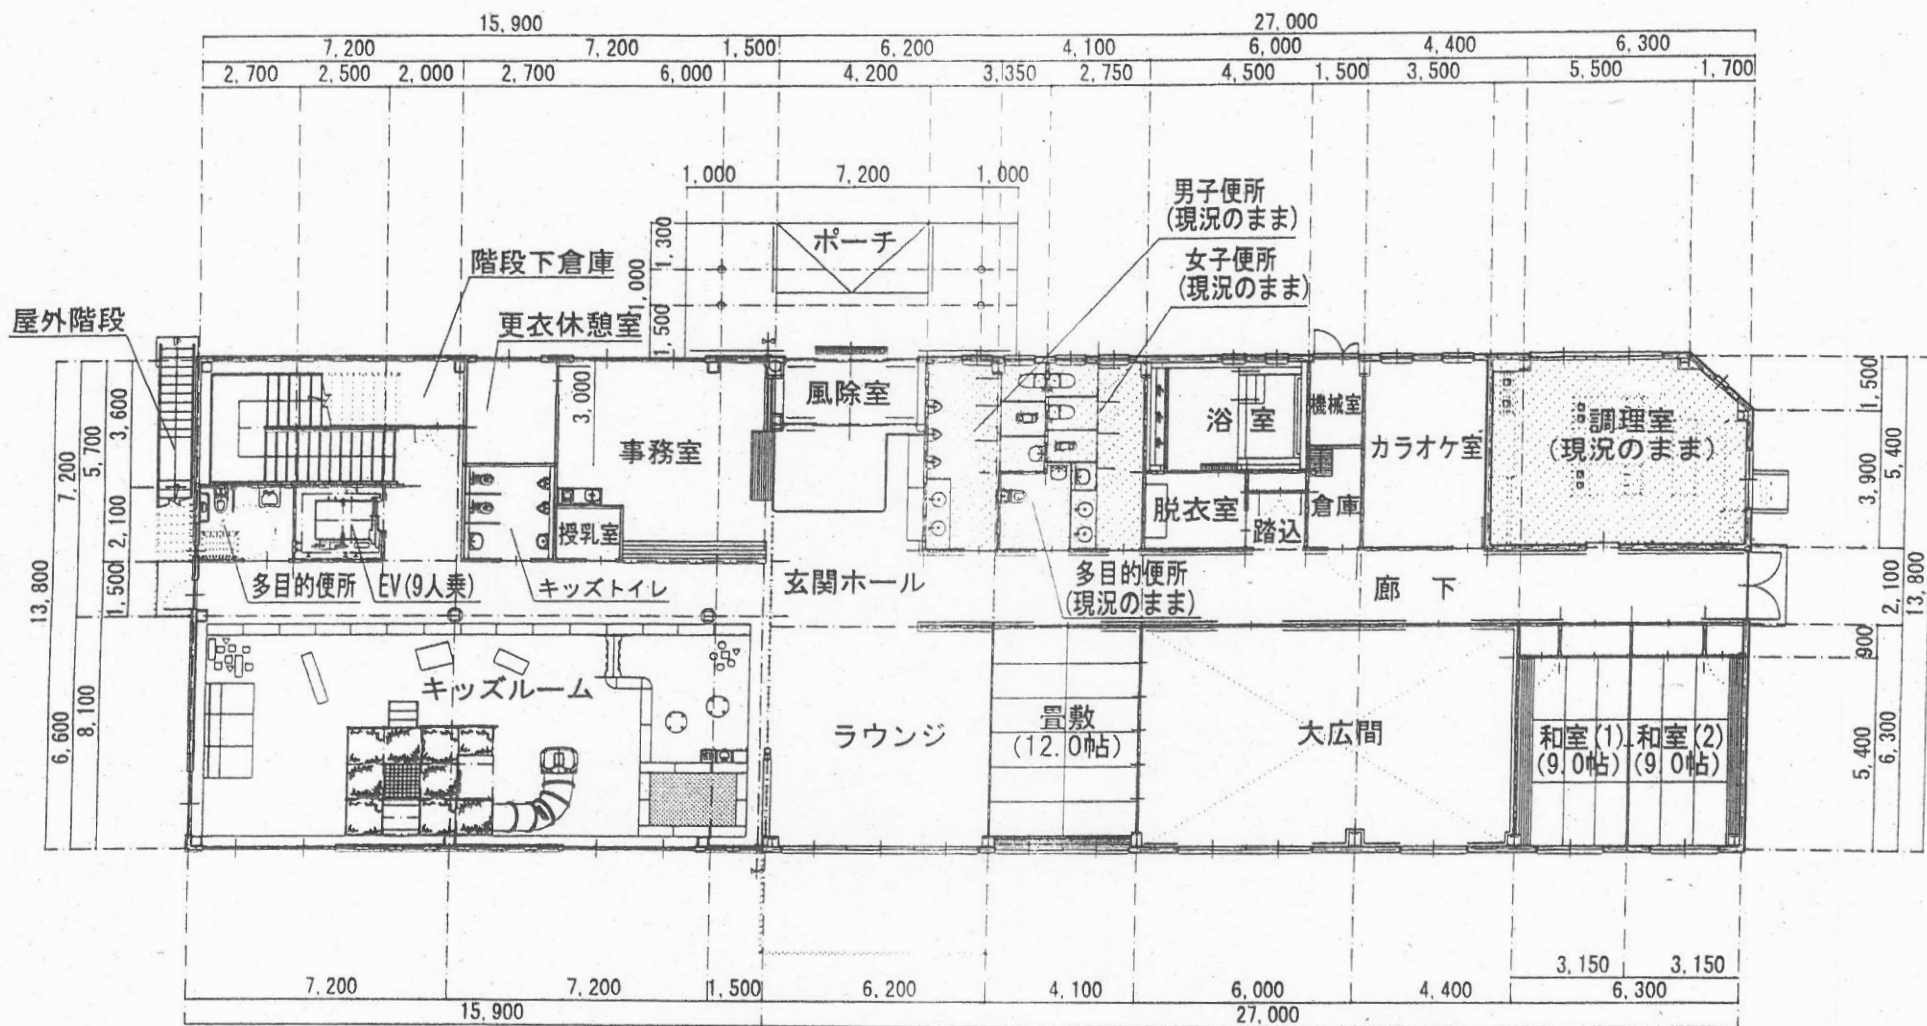 15,900
27,000
7,200
7,200
1,500
6,200
4,100
6,000
4,400
6,300
2,700
2,500
2,000
2,700
6,000
4,200
3,350
2,750
4,500
1,500
3,500
5,500
1,700
1,000
7,200
1,000
1,300
1,000
1,500
ポーチ
男子便所
(現況のまま)
女子便所
(現況のまま)
階段下倉庫
更衣休憩室
屋外階段
3,000
事務室
風除室
浴室
機械室
カラオケ室
調理室
(現況のまま)
授乳室
脱衣室
踏込
倉庫
多目的便所
EV(9人乗)
キッズトイレ
玄関ホール
多目的便所
(現況のまま)
廊下
キッズルーム
ラウンジ
畳敷
(12.0帖)
大広間
和室(1)
(9.0帖)
和室(2)
(9.0帖)
13,800
7,200
6,600
5,700
8,100
3,600
2,100
1,500
1,500
3,900
5,400
2,100
13,800
900
5,400
6,300
3,150
3,150
7,200
7,200
1,500
6,200
4,100
6,000
4,400
6,300
15,900
27,000